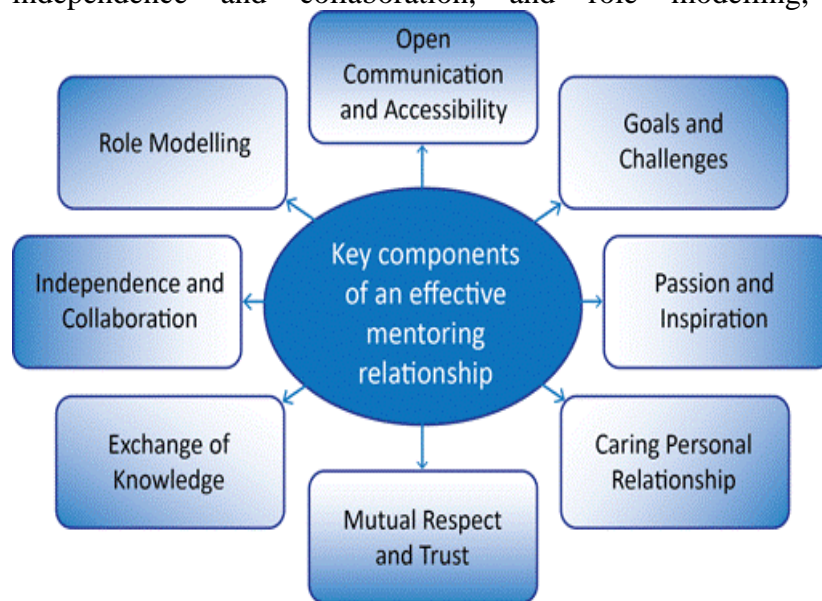 independence and collaboration, and role modelling,
Open
Communication
and Accessibility
Goals and
Challenges
Passion and
Inspiration
Caring Personal
Relationship
Mutual Respect
and Trust
Exchange of
Knowledge
Independence and
Collaboration
Role Modelling
Key components
of an effective
mentoring
relationship